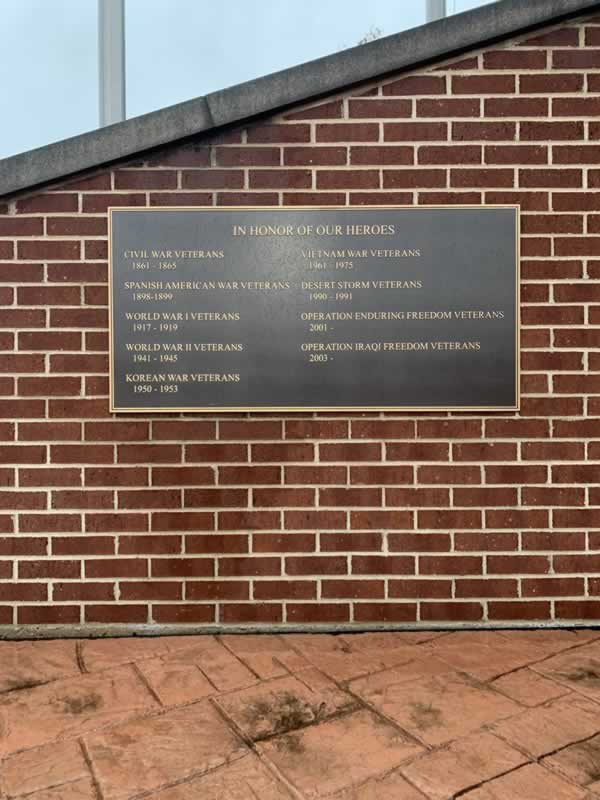 IN HONOR OF OUR HEROES
CIVIL WAR VETERANS
1861 - 1865
SPANISH AMERICAN WAR VETERANS
1898-1899
WORLD WAR I VETERANS
1917 - 1919
WORLD WAR II VETERANS
1941 - 1945
KOREAN WAR VETERANS
1950 - 1953
VIETNAM WAR VETERANS
1961 - 1975
DESERT STORM VETERANS
1990 - 1991
OPERATION ENDURING FREEDOM VETERANS
2001 -
OPERATION IRAQI FREEDOM VETERANS
2003 -